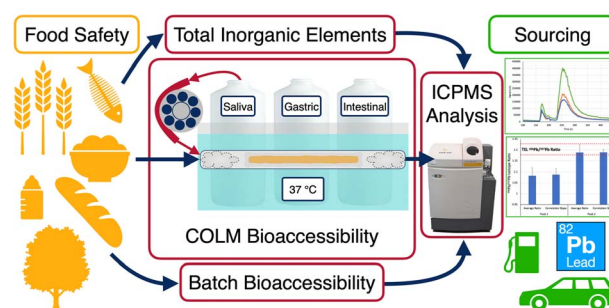 Food Safety
Total Inorganic Elements
Sourcing
Saliva
Gastric
Intestinal
37 °C
COLM Bioaccessibility
ICPMS
Analysis
Batch Bioaccessibility
82
Pb
Lead